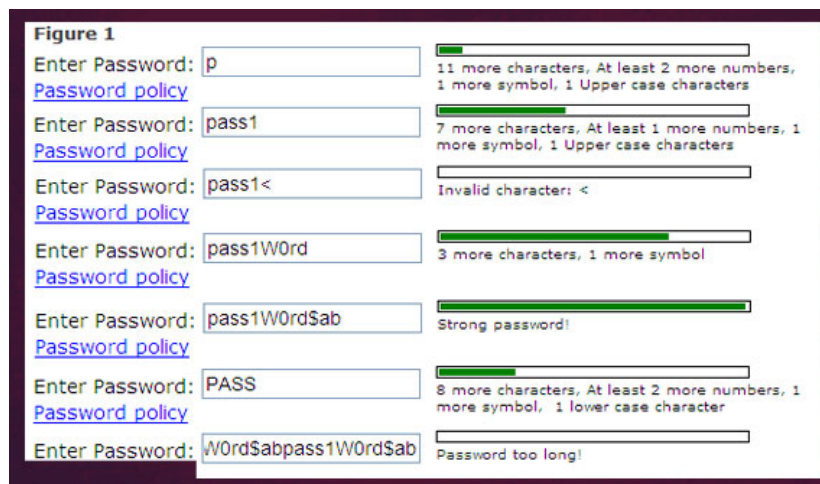 Figure 1
Enter Password: p
11 more characters, At least 2 more numbers,
1 more symbol, 1 Upper case characters
Password policy
Enter Password: pass1
7 more characters, At least 1 more numbers, 1
more symbol, 1 Upper case characters
Password policy
Enter Password: pass1<
Invalid character: <
Password policy
Enter Password: pass1W0rd
3 more characters, 1 more symbol
Password policy
Enter Password: pass1W0rd$ab
Strong password!
Password policy
Enter Password: PASS
8 more characters, At least 2 more numbers, 1
more symbol, 1 lower case character
Password policy
Enter Password: W0rd$abpass1W0rd$ab
Password too long!